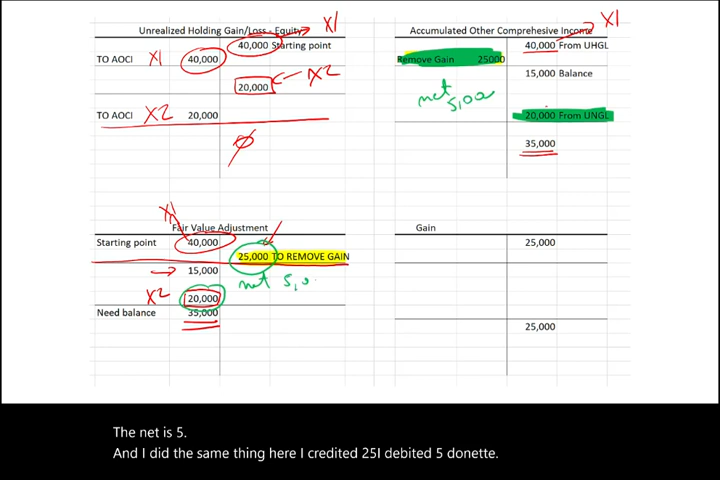 Unrealized Holding Gain/Loss - Equity X1
40,000 Starting point
TO AOCI X1 40,000
20,000 X2
TO AOCI X2 20,000
Ø
Accumulated Other Comprehesive Income X1
40,000 From UHGL
Remove Gain 25000
15,000 Balance
net
20,000 From UNGL
35,000
X1
Fair Value Adjustment
Starting point 40,000
25,000 TO REMOVE GAIN
15,000
net 5,0
X2 20,000
Need balance 35,000
Gain
25,000
25,000
The net is 5.
And I did the same thing here I credited 25I debited 5 donette.